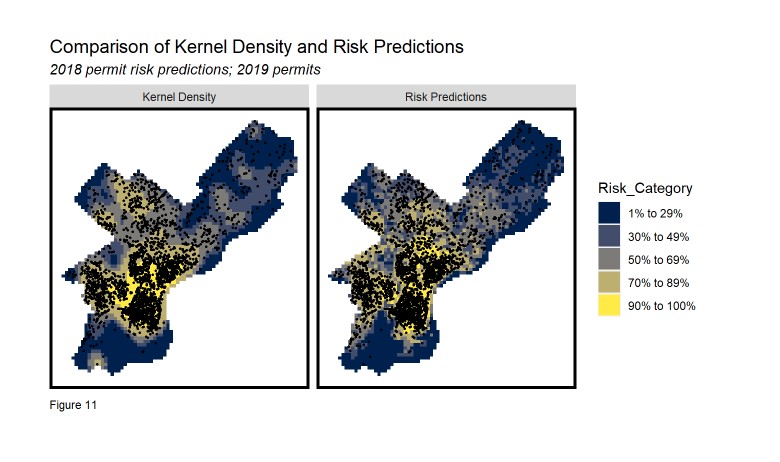 Comparison of Kernel Density and Risk Predictions
2018 permit risk predictions; 2019 permits
Kernel Density
Risk Predictions
Risk_Category
1% to 29%
30% to 49%
50% to 69%
70% to 89%
90% to 100%
Figure 11